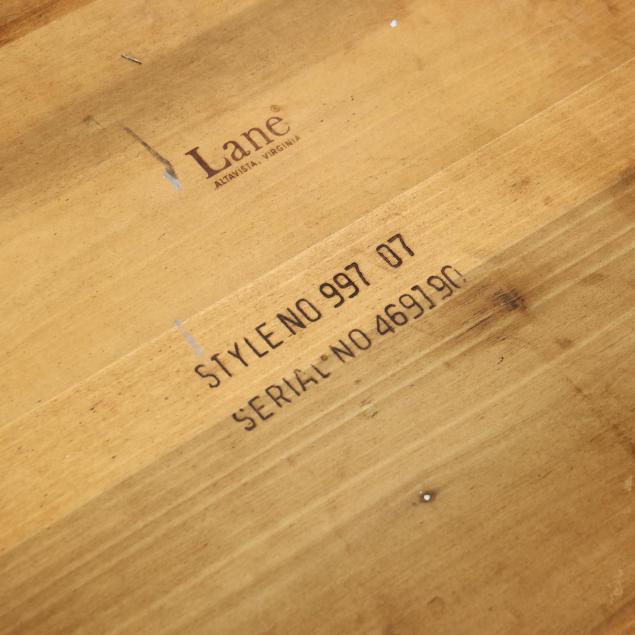 Lane®
ALTAVISTA, VIRGINIA
STYLE NO 997 07
SERIAL NO 469190